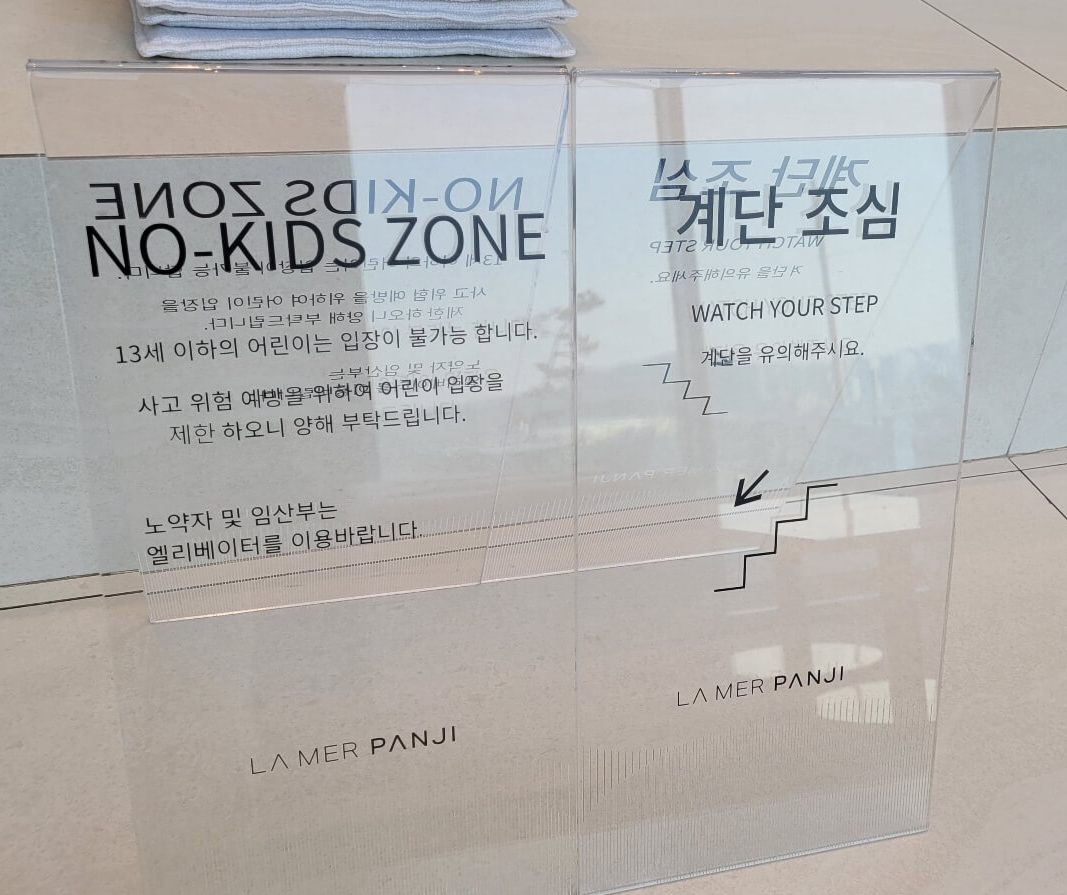 NO-KIDS ZONE
13세 이하의 어린이는 입장이 불가능 합니다.
사고 위험 예방을 위하여 어린이 입장을
제한 하오니 양해 부탁드립니다.
노약자 및 임산부는
엘리베이터를 이용바랍니다.
LA MER PANJI
계단 조심
WATCH YOUR STEP
계단을 유의해주시요.
LA MER PANJI